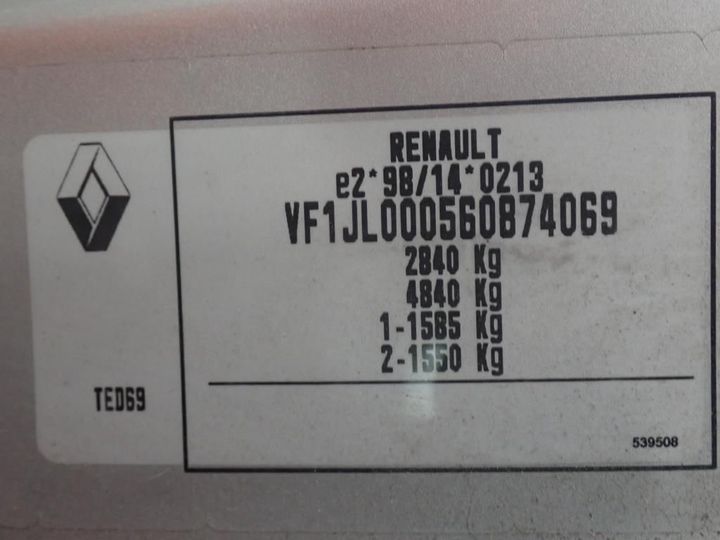 RENAULT
e2*98/14*0213
VF1JL000560874069
2840 Kg
4840 Kg
1-1585 Kg
2-1550 Kg
TED69
539508